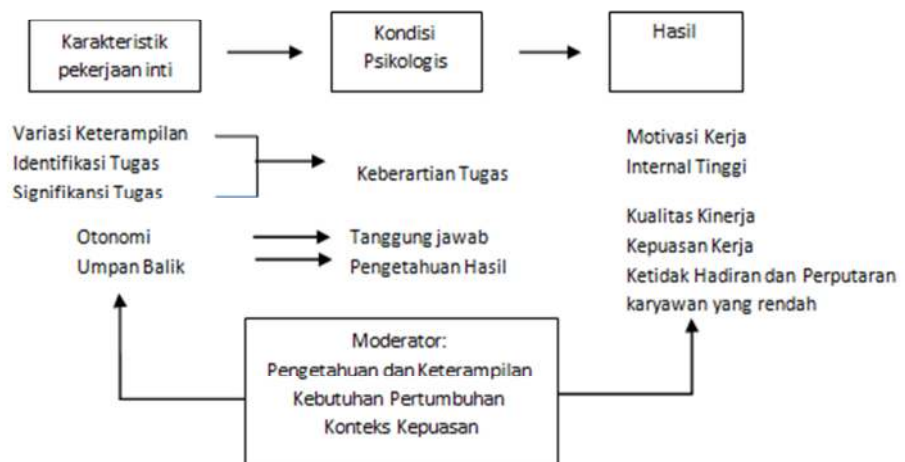 Karakteristik
pekerjaan inti
Kondisi
Psikologis
Hasil
Variasi Keterampilan
Identifikasi Tugas
Signifikansi Tugas
Keberartian Tugas
Motivasi Kerja
Internal Tinggi
Otonomi
Umpan Balik
Tanggung jawab
Pengetahuan Hasil
Kualitas Kinerja
Kepuasan Kerja
Ketidak Hadiran dan Perputaran
karyawan yang rendah
Moderator:
Pengetahuan dan Keterampilan
Kebutuhan Pertumbuhan
Konteks Kepuasan